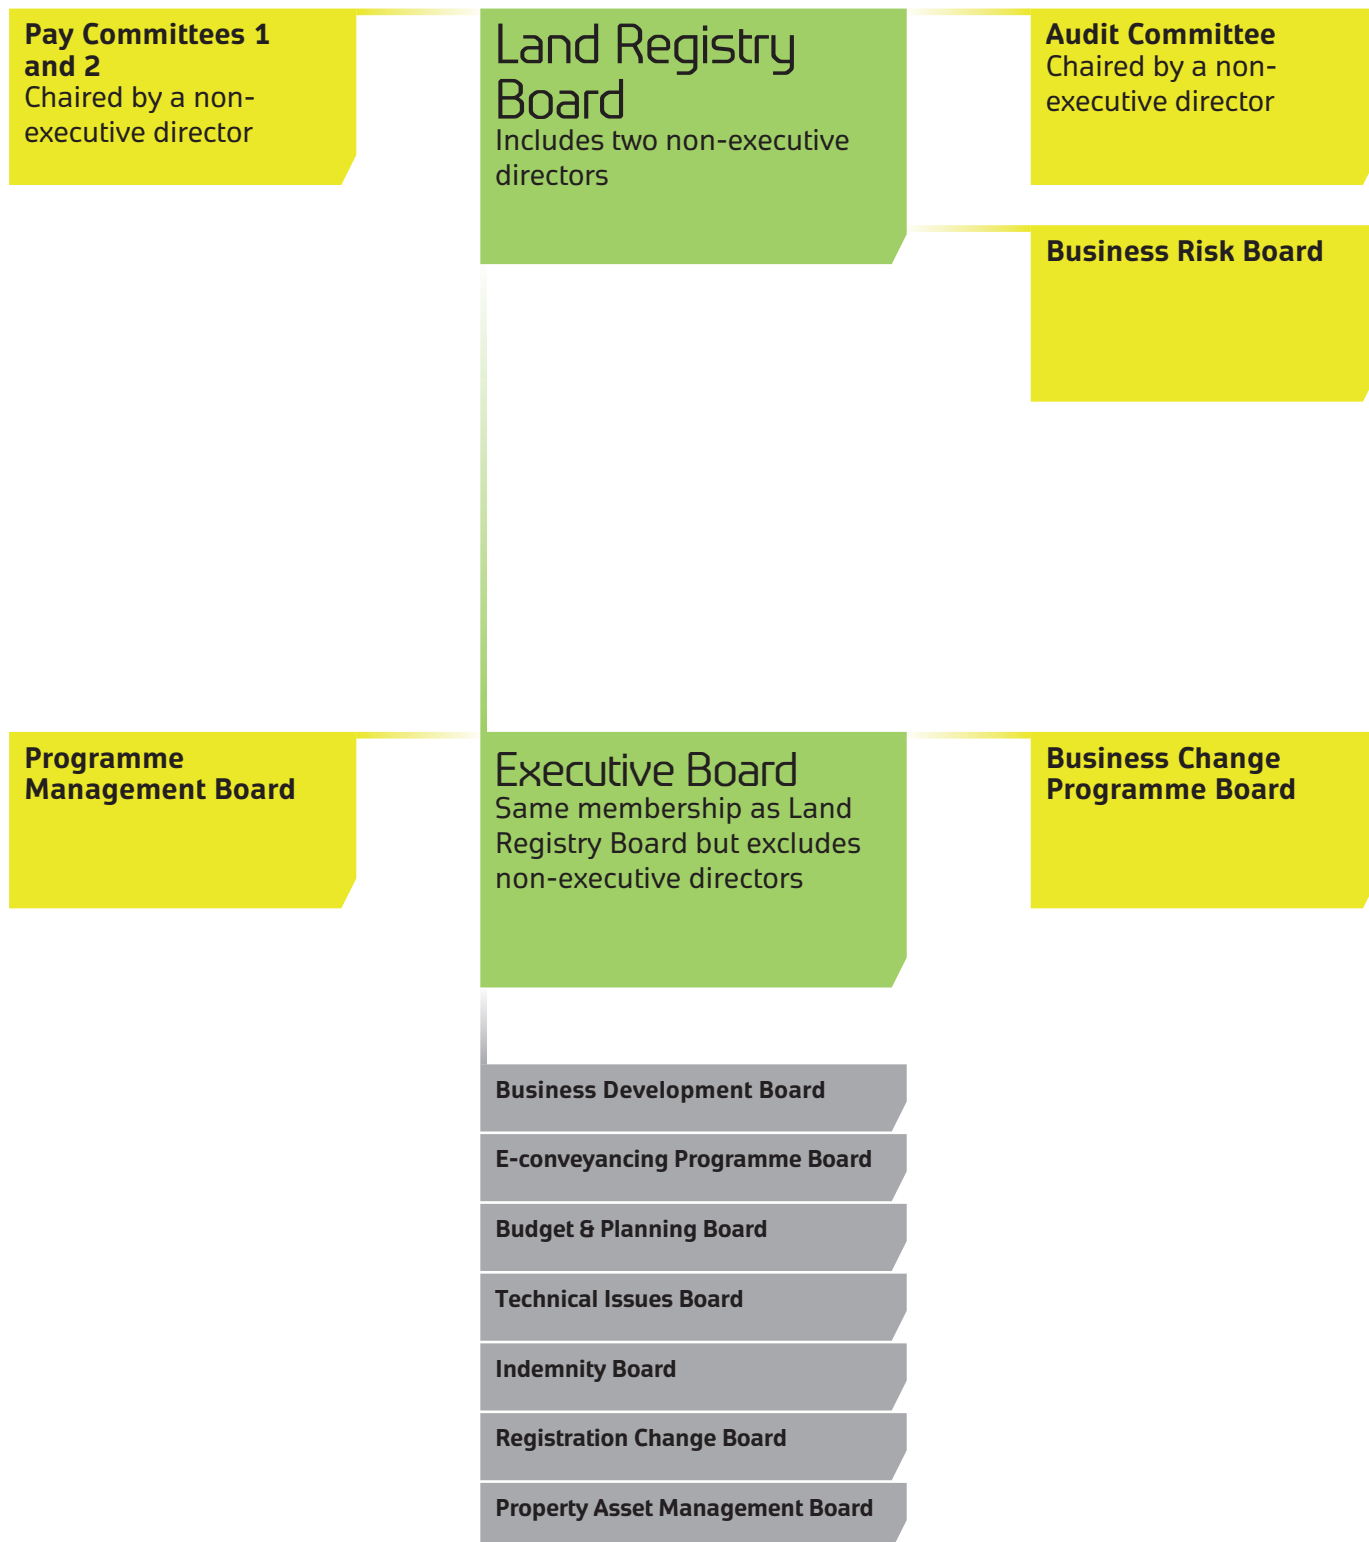 Pay Committees 1
and 2
Chaired by a non-
executive director
Land Registry
Board
Includes two non-executive
directors
Audit Committee
Chaired by a non-
executive director
Business Risk Board
Programme
Management Board
Executive Board
Same membership as Land
Registry Board but excludes
non-executive directors
Business Change
Programme Board
Business Development Board
E-conveyancing Programme Board
Budget & Planning Board
Technical Issues Board
Indemnity Board
Registration Change Board
Property Asset Management Board